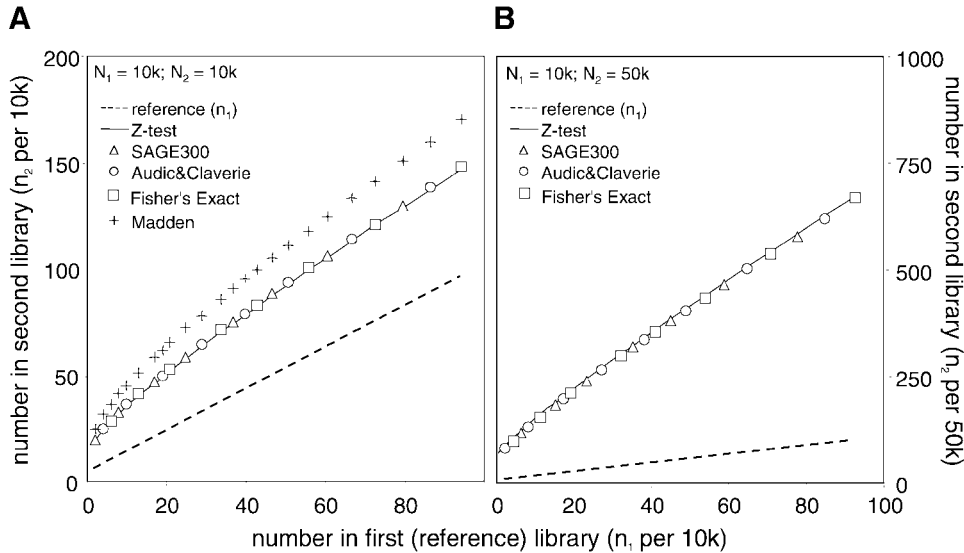 A
B
N₁ = 10k; N₂ = 10k
reference (n₁)
Z-test
SAGE300
Audic&Claverie
Fisher's Exact
Madden
200
150
100
50
0
0 20 40 60 80
number in second library (n₂ per 10k)
N₁ = 10k; N₂ = 50k
reference (n₁)
Z-test
SAGE300
Audic&Claverie
Fisher's Exact
1000
750
500
250
0
0 20 40 60 80 100
number in second library (n₂ per 50k)
number in first (reference) library (n₁ per 10k)